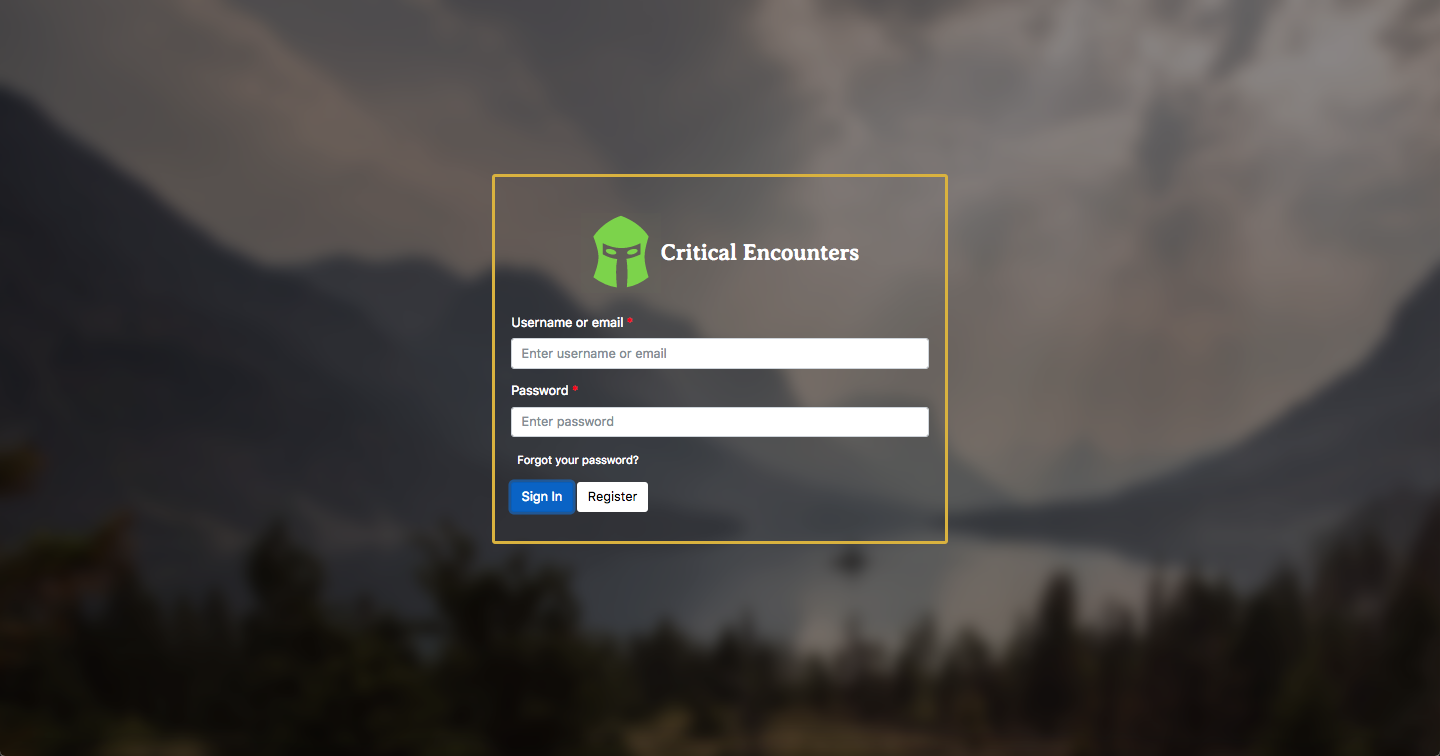 Critical Encounters
Username or email *
Enter username or email
Password *
Enter password
Forgot your password?
Sign In Register